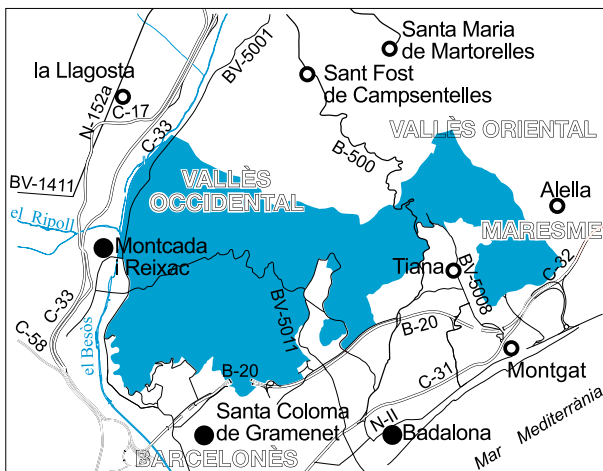 Santa Maria
de Martorelles
BV-5001
la Llagosta
Sant Fost
de Campsentelles
N-152a
C-17
C-33
VALLÈS ORIENTAL
B-500
VALLÈS
OCCIDENTAL
BV-1411
Alella
el Ripoll
MARESME
Montcada
i Reixac
Tiana
C-32
C-33
BV-5008
BV-5011
B-20
C-58
el Besòs
B-20
C-31
Montgat
Santa Coloma
de Gramenet
N-II
Badalona
Mar Mediterrània
BARCELONÈS